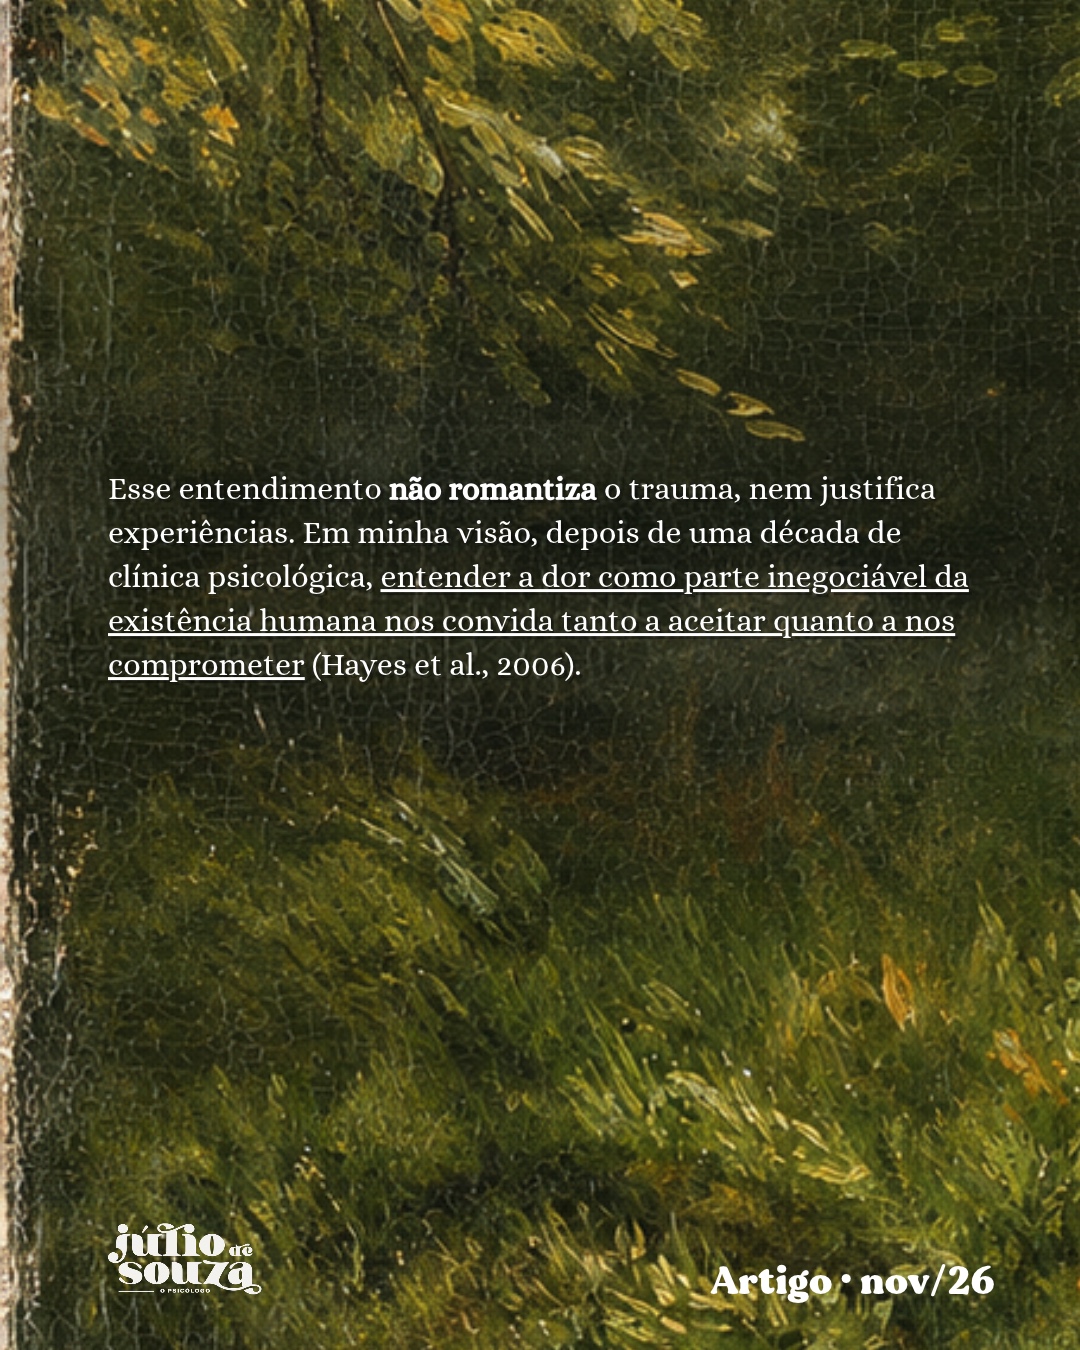 Esse entendimento não romantiza o trauma, nem justifica
experiências. Em minha visão, depois de uma década de
clínica psicológica, entender a dor como parte inegociável da
existência humana nos convida tanto a aceitar quanto a nos
comprometer (Hayes et al., 2006).
júlio de
souza
O PSICÓLOGO
Artigo • nov/26